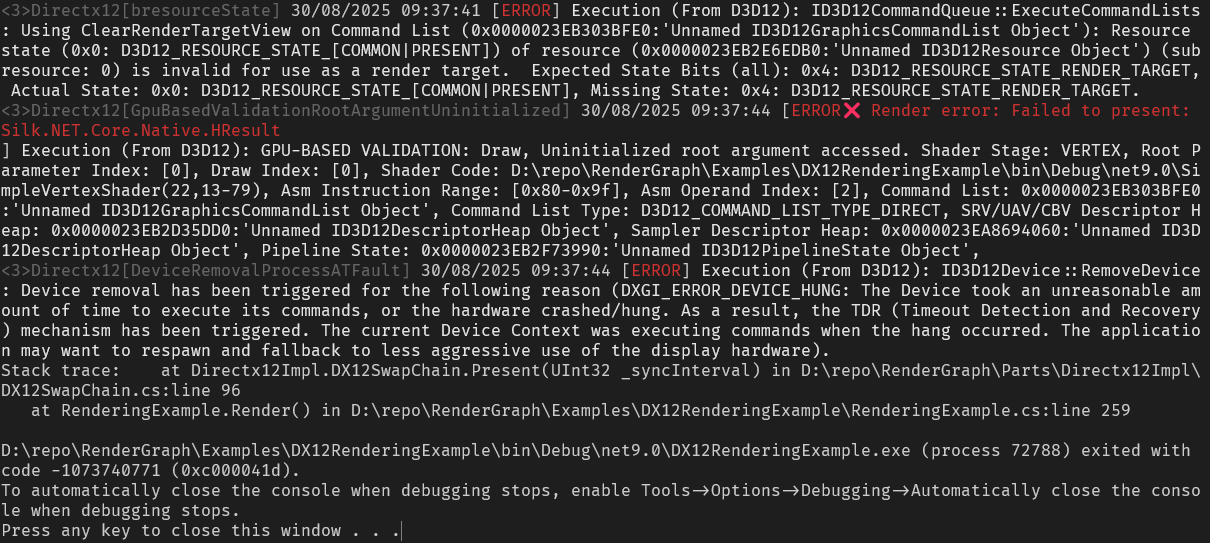 <3>Directx12[bresourceState] 30/08/2025 09:37:41 [ERROR] Execution (From D3D12): ID3D12CommandQueue::ExecuteCommandLists
: Using ClearRenderTargetView on Command List (0x0000023EB303BFE0:'Unnamed ID3D12GraphicsCommandList Object'): Resource
state (0x0: D3D12_RESOURCE_STATE_[COMMON|PRESENT]) of resource (0x0000023EB2E6EDB0:'Unnamed ID3D12Resource Object') (sub
resource: 0) is invalid for use as a render target.  Expected State Bits (all): 0x4: D3D12_RESOURCE_STATE_RENDER_TARGET,
 Actual State: 0x0: D3D12_RESOURCE_STATE_[COMMON|PRESENT], Missing State: 0x4: D3D12_RESOURCE_STATE_RENDER_TARGET.
<3>Directx12[GpuBasedValidationRootArgumentUninitialized] 30/08/2025 09:37:44 [ERROR❌ Render error: Failed to present:
Silk.NET.Core.Native.HResult
] Execution (From D3D12): GPU-BASED VALIDATION: Draw, Uninitialized root argument accessed. Shader Stage: VERTEX, Root P
arameter Index: [0], Draw Index: [0], Shader Code: D:\repo\RenderGraph\Examples\DX12RenderingExample\bin\Debug\net9.0\Si
mpleVertexShader(22,13-79), Asm Instruction Range: [0x80-0x9f], Asm Operand Index: [2], Command List: 0x0000023EB303BFE0
:'Unnamed ID3D12GraphicsCommandList Object', Command List Type: D3D12_COMMAND_LIST_TYPE_DIRECT, SRV/UAV/CBV Descriptor H
eap: 0x0000023EB2D35DD0:'Unnamed ID3D12DescriptorHeap Object', Sampler Descriptor Heap: 0x0000023EA8694060:'Unnamed ID3D
12DescriptorHeap Object', Pipeline State: 0x0000023EB2F73990:'Unnamed ID3D12PipelineState Object',
<3>Directx12[DeviceRemovalProcessATFault] 30/08/2025 09:37:44 [ERROR] Execution (From D3D12): ID3D12Device::RemoveDevice
: Device removal has been triggered for the following reason (DXGI_ERROR_DEVICE_HUNG: The Device took an unreasonable am
ount of time to execute its commands, or the hardware crashed/hung. As a result, the TDR (Timeout Detection and Recovery
) mechanism has been triggered. The current Device Context was executing commands when the hang occurred. The applicatio
n may want to respawn and fallback to less aggressive use of the display hardware).
Stack trace:    at Directx12Impl.DX12SwapChain.Present(UInt32 _syncInterval) in D:\repo\RenderGraph\Parts\Directx12Impl\
DX12SwapChain.cs:line 96
   at RenderingExample.Render() in D:\repo\RenderGraph\Examples\DX12RenderingExample\RenderingExample.cs:line 259

D:\repo\RenderGraph\Examples\DX12RenderingExample\bin\Debug\net9.0\DX12RenderingExample.exe (process 72788) exited with
code -1073740771 (0xc000041d).
To automatically close the console when debugging stops, enable Tools->Options->Debugging->Automatically close the conso
le when debugging stops.
Press any key to close this window . . .